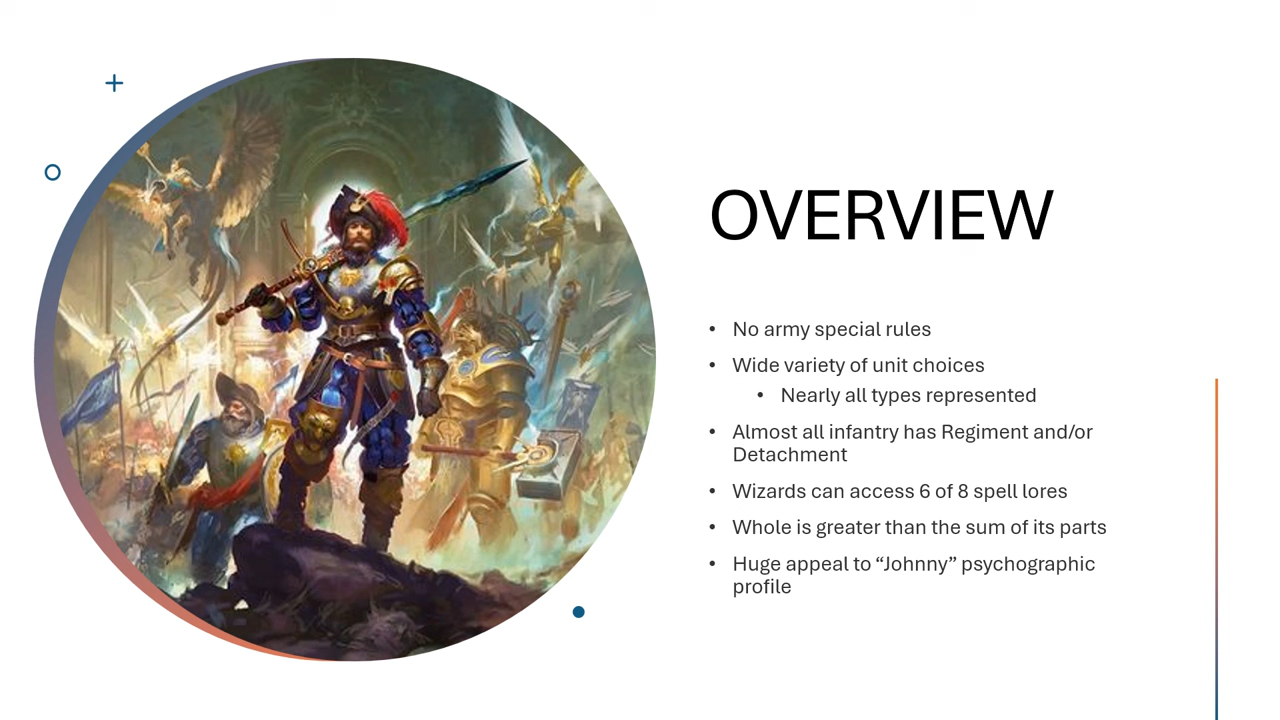 OVERVIEW
• No army special rules
• Wide variety of unit choices
• Nearly all types represented
• Almost all infantry has Regiment and/or
Detachment
• Wizards can access 6 of 8 spell lores
• Whole is greater than the sum of its parts
• Huge appeal to “Johnny” psychographic
profile